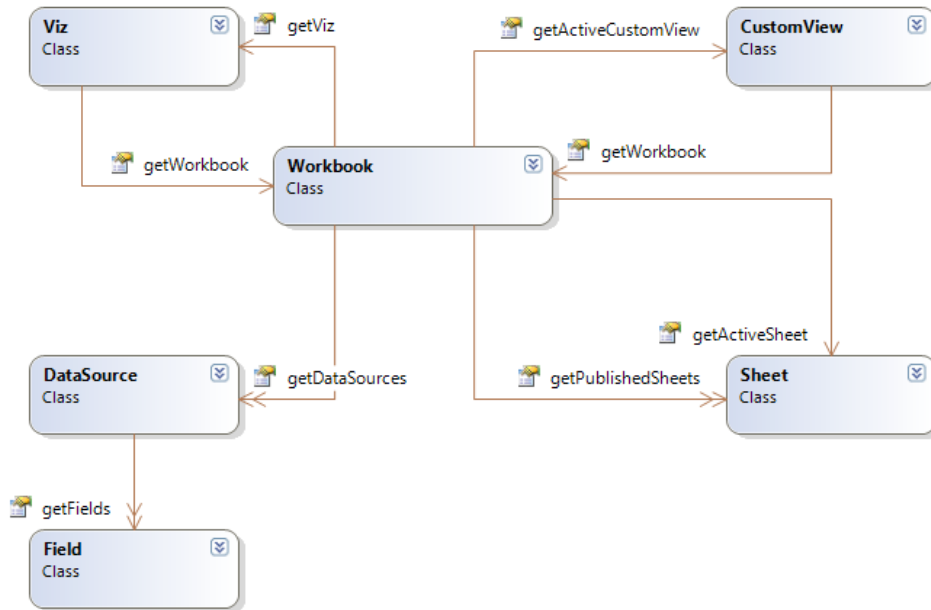 Viz
Class
getViz
getActiveCustomView
CustomView
Class
getWorkbook
Workbook
Class
getWorkbook
getActiveSheet
DataSource
Class
getDataSources
getPublishedSheets
Sheet
Class
getFields
Field
Class